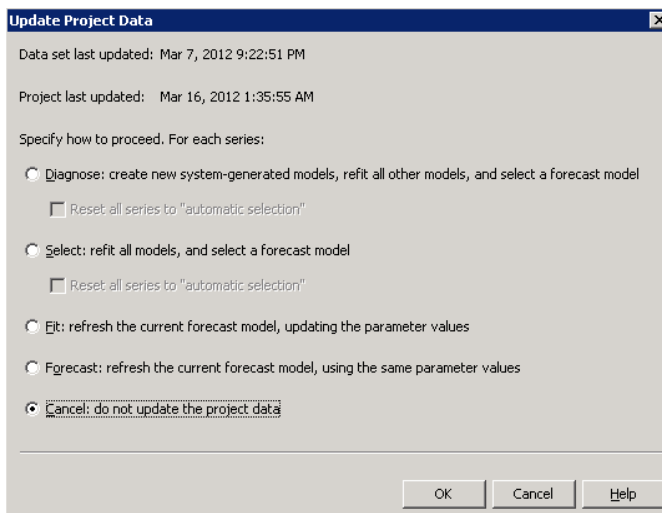 Update Project Data
Data set last updated: Mar 7, 2012 9:22:51 PM
Project last updated: Mar 16, 2012 1:35:55 AM
Specify how to proceed. For each series:
Diagnose: create new system-generated models, refit all other models, and select a forecast model
Reset all series to "automatic selection"
Select: refit all models, and select a forecast model
Reset all series to "automatic selection"
Fit: refresh the current forecast model, updating the parameter values
Forecast: refresh the current forecast model, using the same parameter values
Cancel: do not update the project data
OK Cancel Help